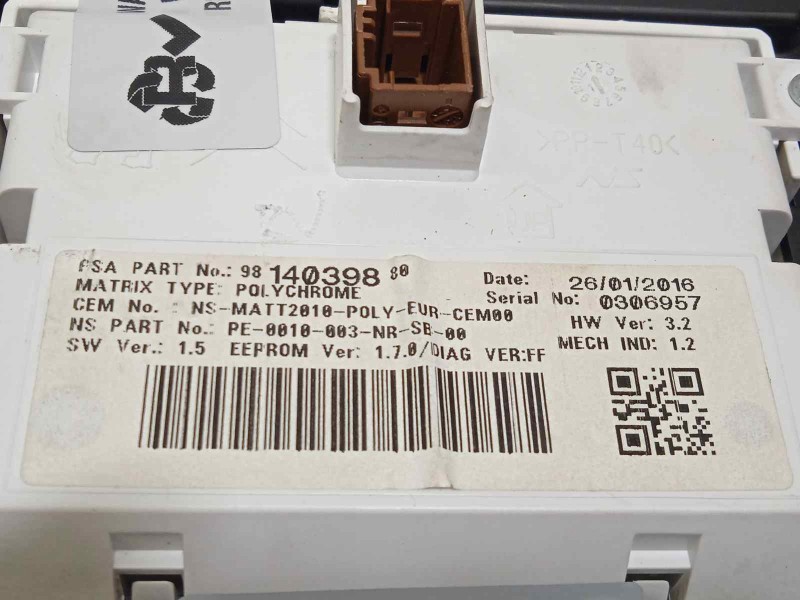 WA
R
>PP-T40<
PSA PART No.: 98 140398 80
MATRIX TYPE: POLYCHROME
CEM No.: NS-MATT2010-POLY-EUR-CEM00
NS PART No.: PE-0010-003-NR-SB-00
SW Ver.: 1.5 EEPROM Ver: 1.7.0/DIAG VER:FF
Date: 26/01/2016
Serial No: 0306957
HW Ver: 3.2
MECH IND: 1.2